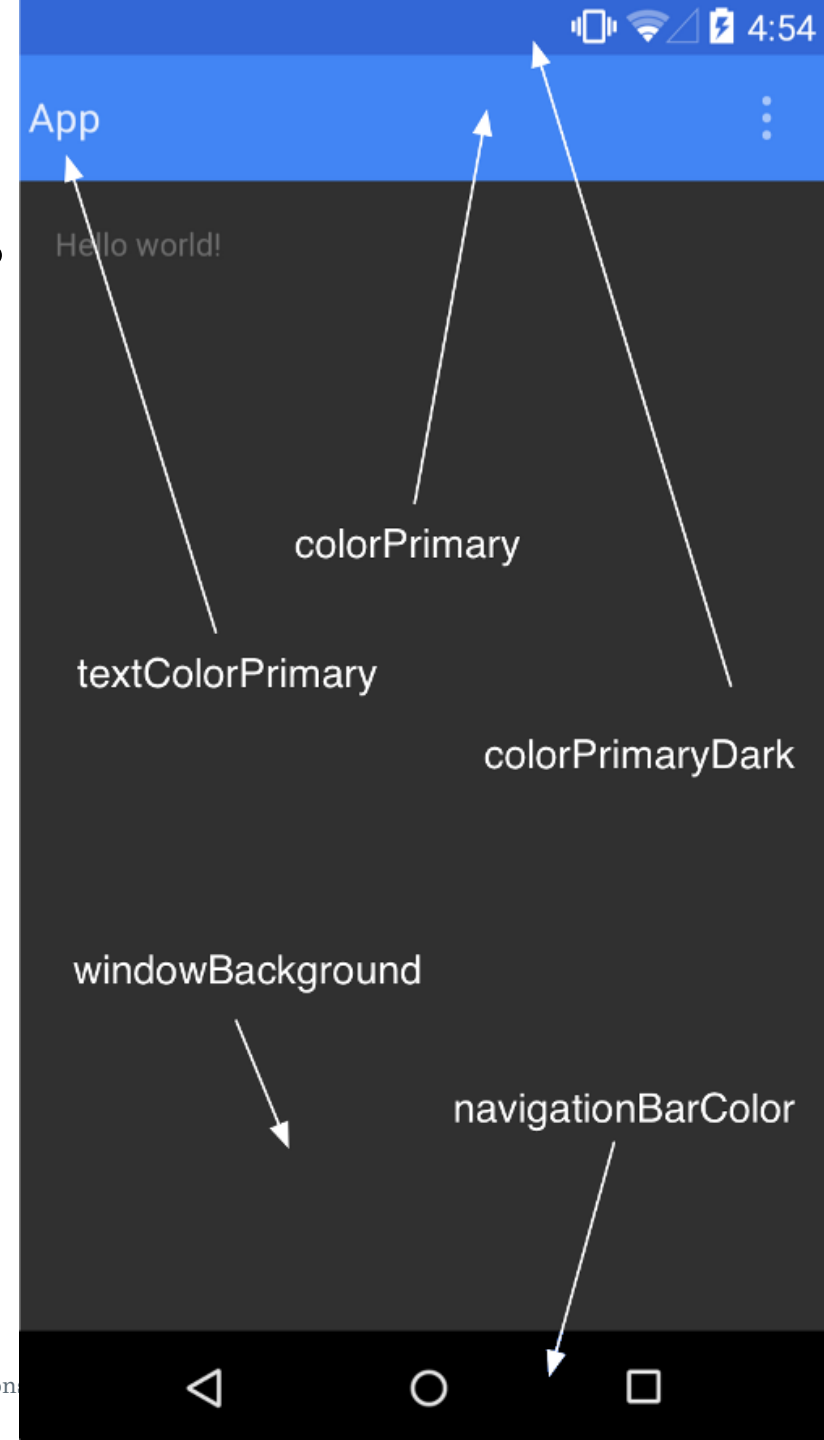 4:54
App
Hello world!
colorPrimary
textColorPrimary
colorPrimaryDark
windowBackground
navigationBarColor